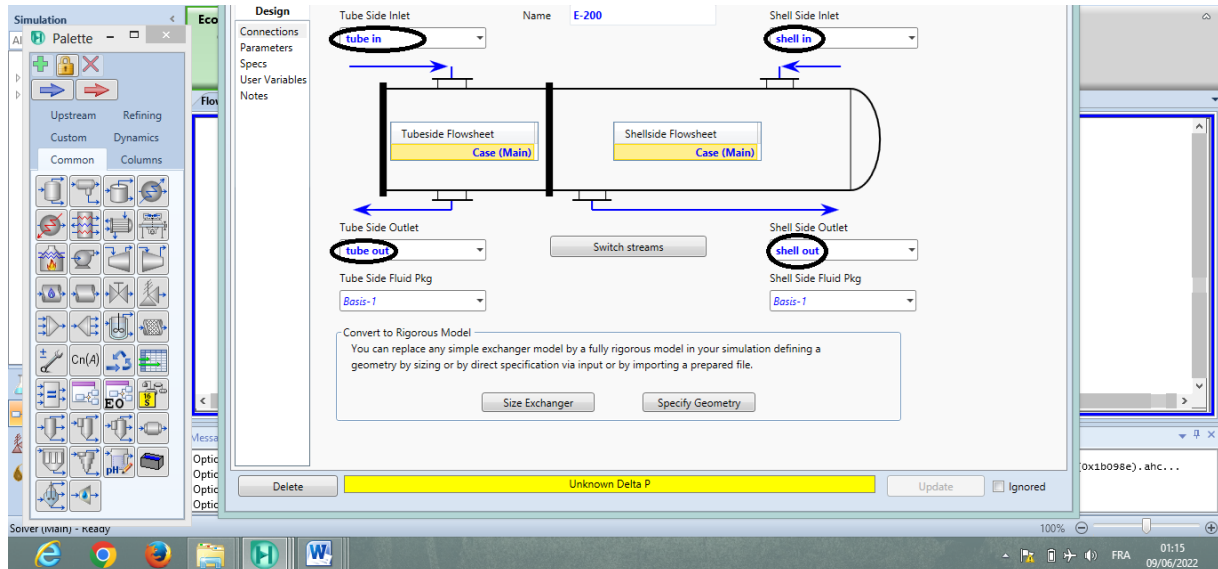 Simulation
Eco
Design
Tube Side Inlet
Name
E-200
Shell Side Inlet
Palette
Connections
tube in
shell in
Parameters
Specs
User Variables
Notes
Upstream
Refining
Custom
Dynamics
Common
Columns
Tubeside Flowsheet
Case (Main)
Shellside Flowsheet
Case (Main)
Tube Side Outlet
Shell Side Outlet
tube out
Switch streams
shell out
Tube Side Fluid Pkg
Shell Side Fluid Pkg
Basis-1
Basis-1
Convert to Rigorous Model
You can replace any simple exchanger model by a fully rigorous model in your simulation defining a
geometry by sizing or by direct specification via input or by importing a prepared file.
Size Exchanger
Specify Geometry
Cn(A)
EO
16
S
pH
Messa
Optic
Optic
Optic
Optic
(0x1b098e).ahc...
Delete
Unknown Delta P
Update
Ignored
Solver (Main) - Ready
100%
W
FRA
01:15
09/06/2022